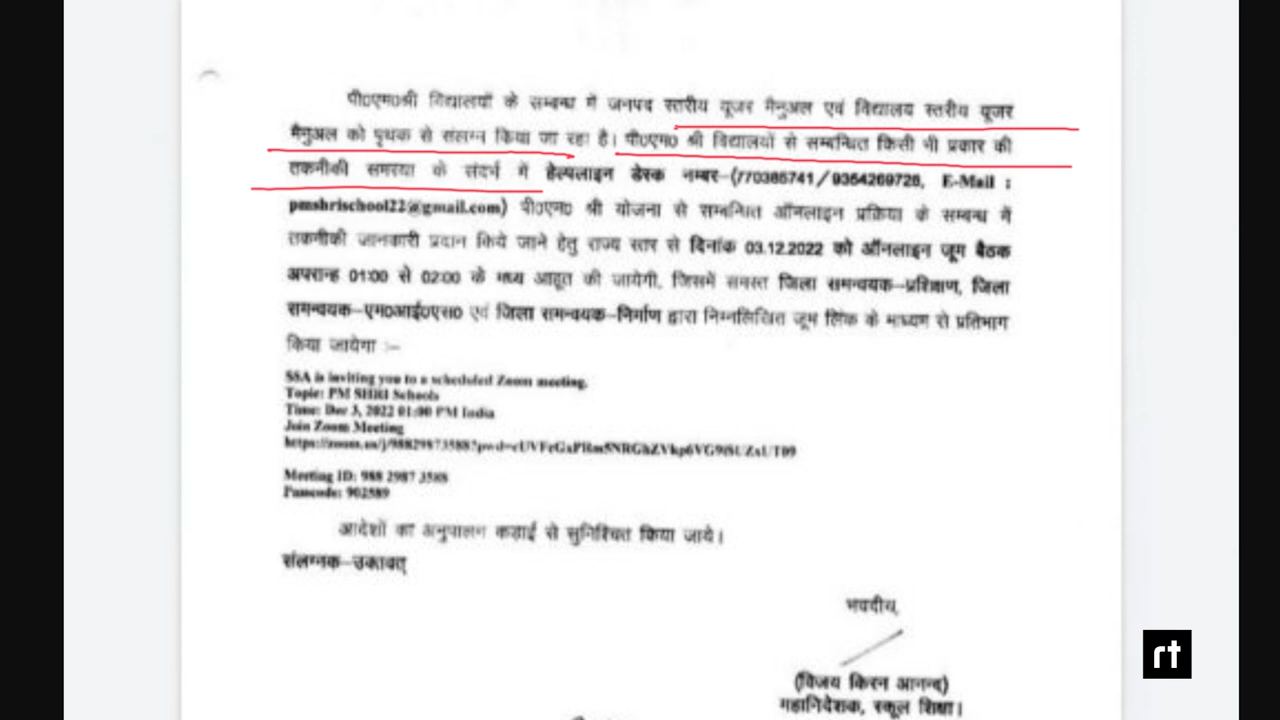 पी0एम0श्री विद्यालयों के सम्बन्ध में जनपद स्तरीय यूजर मैनुअल एवं विद्यालय स्तरीय यूजर
मैनुअल को पृथक से संलग्न किया जा रहा है। पी0एम0 श्री विद्यालयों से सम्बन्धित किसी भी प्रकार की
तकनीकी समस्या के संदर्भ में हेल्पलाइन डेस्क नम्बर–(770385741/9354269726, E-Mail :
pmshrischool22@gmail.com) पी0एम0 श्री योजना से सम्बन्धित ऑनलाइन प्रक्रिया के सम्बन्ध में
तकनीकी जानकारी प्रदान किये जाने हेतु राज्य स्तर से दिनांक 03.12.2022 को ऑनलाइन जूम बैठक
अपरान्ह 01:00 से 02:00 के मध्य आहूत की जायेगी, जिसमें समस्त जिला समन्वयक–प्रशिक्षण, जिला
समन्वयक–एम0आई0एस0 एवं जिला समन्वयक–निर्माण द्वारा निम्नलिखित जूम लिंक के माध्यम से प्रतिभाग
किया जायेगा :–
SSA is inviting you to a scheduled Zoom meeting.
Topic: PM SHRI Schools
Time: Dec 3, 2022 01:00 PM India
Join Zoom Meeting
Meeting ID: 988 2987 3588
Passcode: 902589
आदेशों का अनुपालन कड़ाई से सुनिश्चित किया जाये।
संलग्नक–उक्तवत्
भवदीय,
(विजय किरन आनन्द)
महानिदेशक, स्कूल शिक्षा।
rt